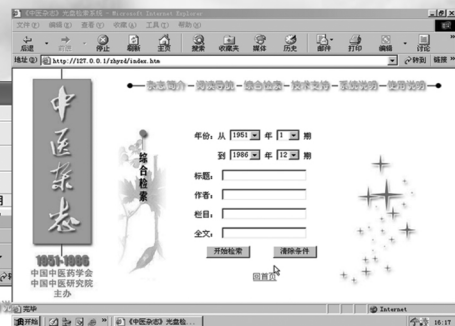 《中医杂志》光盘检索系统 - Microsoft Internet Explorer
文件(F) 编辑(E) 查看(V) 收藏(A) 工具(T) 帮助(H)
后退 前进 停止 刷新 主页 搜索 收藏夹 媒体 历史 邮件 打印 编辑 讨论
地址(D) http://127.0.0.1/zhyrd/index.htm 转到 链接 »
杂志简介 - 阅读导航 - 综合检索 - 技术支持 - 系统说明 - 使用说明
中医杂志
1951-1986
中国中医药学会
中国中医研究院
主办
综合检索
年份: 从 1951 年 1 期
到 1986 年 12 期
标题:
作者:
栏目:
全文:
开始检索 清除条件
回首页
完毕 Internet
开始 《中医杂志》光盘检... 16:17